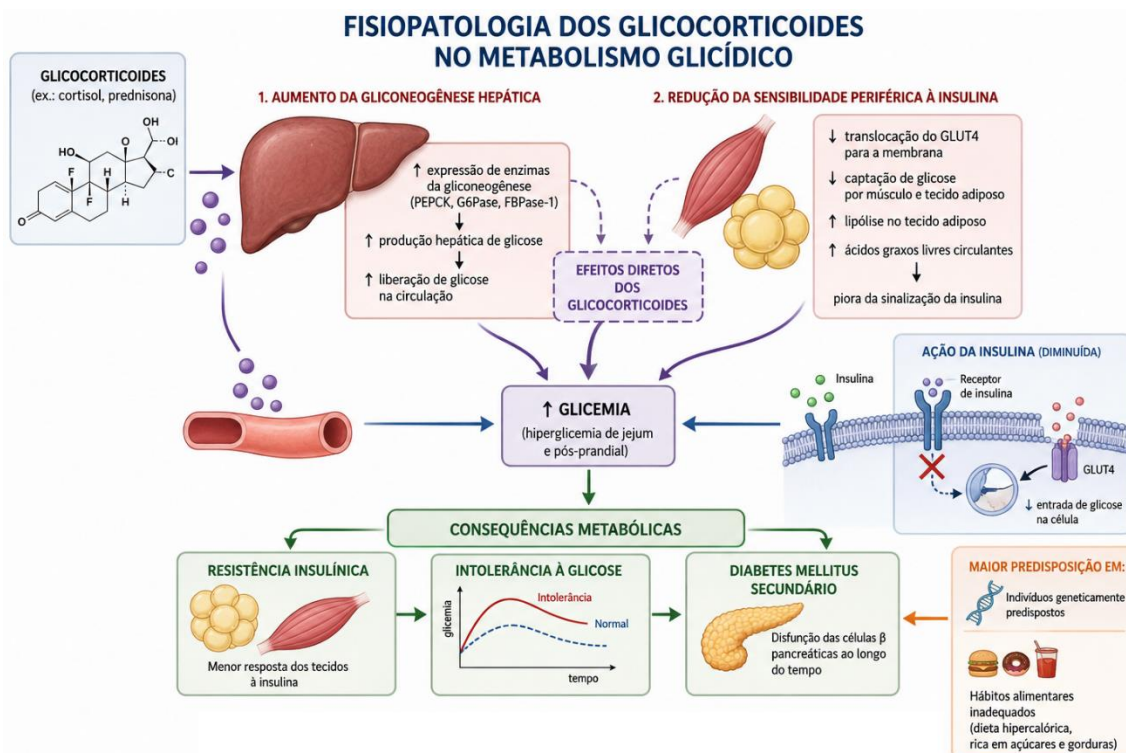 FISIOPATOLOGIA DOS GLICOCORTICOIDES
NO METABOLISMO GLICÍDICO
GLICOCORTICOIDES
(ex.: cortisol, prednisona)
OH
O
OH
HO
C
F
H
F
H
O
1. AUMENTO DA GLICONEOGÊNESE HEPÁTICA
↑ expressão de enzimas
da gliconeogênese
(PEPCK, G6Pase, FBPase-1)
↑ produhão hepática de glicose
↑ liberação de glicose
na circulação
2. REDUÇÃO DA SENSIBILIDADE PERIFÉRICA À INSULINA
↓ translocação do GLUT4
para a membrana
↓ captação de glicose
por músculo e tecido adiposo
↑ lipólise no tecido adiposo
↑ ácidos graxos livres circulantes
piora da sinalização da insulina
EFEITOS DIRETOS
DOS
GLICOCORTICOIDES
↑ GLICEMIA
(hiperglicemia de jejum
e pós-prandial)
AÇÃO DA INSULINA (DIMINUÍDA)
Insulina
Receptor
de insulina
GLUT4
↓ entrada de glicose
na célula
CONSEQUÊNCIAS METABÓLICAS
RESISTÊNCIA INSULÍNICA
Menor resposta dos tecidos
à insulina
INTOLERÂNCIA À GLICOSE
glicemia
Intolerância
Normal
tempo
DIABETES MELLITUS
SECUNDÁRIO
Disfunção das células β
pancreáticas ao longo
do tempo
MAIOR PREDISPOSIÇÃO EM:
Indivíduos geneticamente
predispostos
Hábitos alimentares
inadequados
(dieta hipercalórica,
rica em açúcares e gorduras)